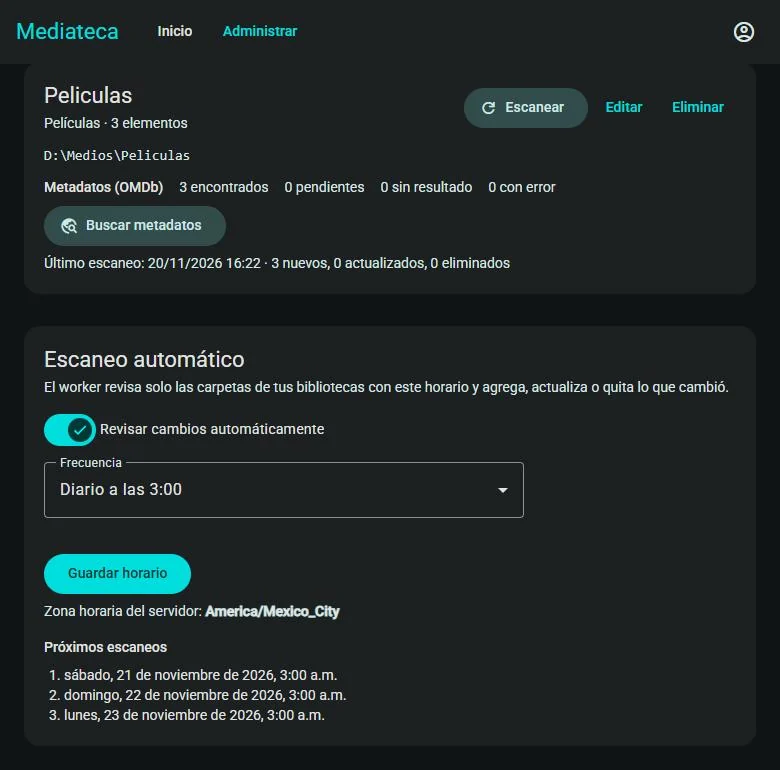 Mediateca Inicio Administrar
Peliculas
Películas · 3 elementos
Escanear Editar Eliminar
D:\Medios\Peliculas
Metadatos (OMDb) 3 encontrados 0 pendientes 0 sin resultado 0 con error
Buscar metadatos
Último escaneo: 20/11/2026 16:22 · 3 nuevos, 0 actualizados, 0 eliminados
Escaneo automático
El worker revisa solo las carpetas de tus bibliotecas con este horario y agrega, actualiza o quita lo que cambió.
Revisar cambios automáticamente
Frecuencia
Diario a las 3:00
Guardar horario
Zona horaria del servidor: America/Mexico_City
Próximos escaneos
1. sábado, 21 de noviembre de 2026, 3:00 a.m.
2. domingo, 22 de noviembre de 2026, 3:00 a.m.
3. lunes, 23 de noviembre de 2026, 3:00 a.m.